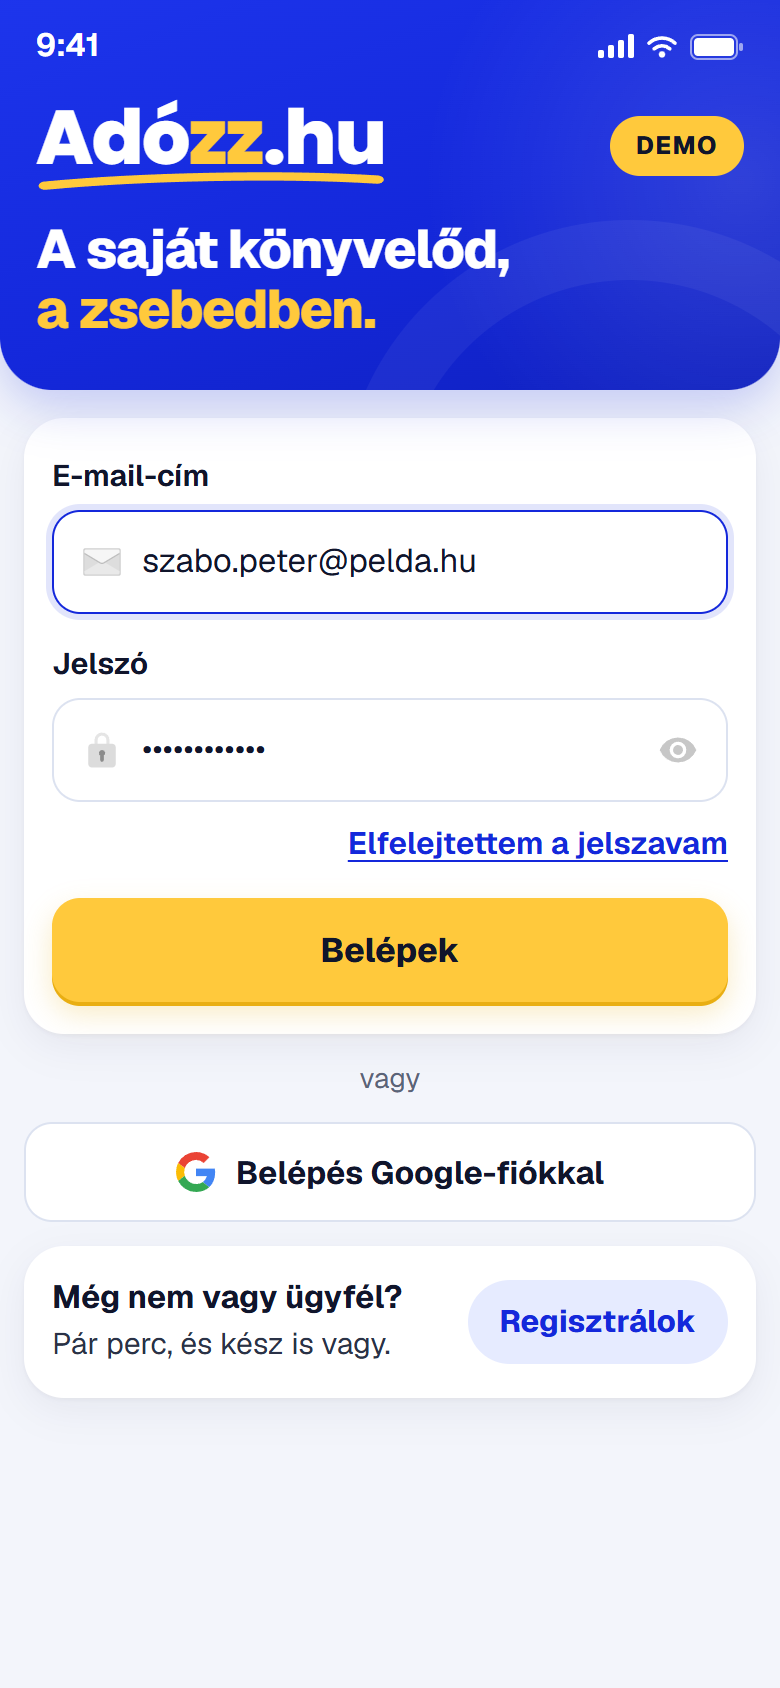 9:41
Adózz.hu
DEMO
A saját könyvelőd,
a zsebedben.
E-mail-cím
szabo.peter@pelda.hu
Jelszó
••••••••••••
Elfelejtettem a jelszavam
Belépek
vagy
Belépés Google-fiókkal
Még nem vagy ügyfél?
Pár perc, és kész is vagy.
Regisztrálok